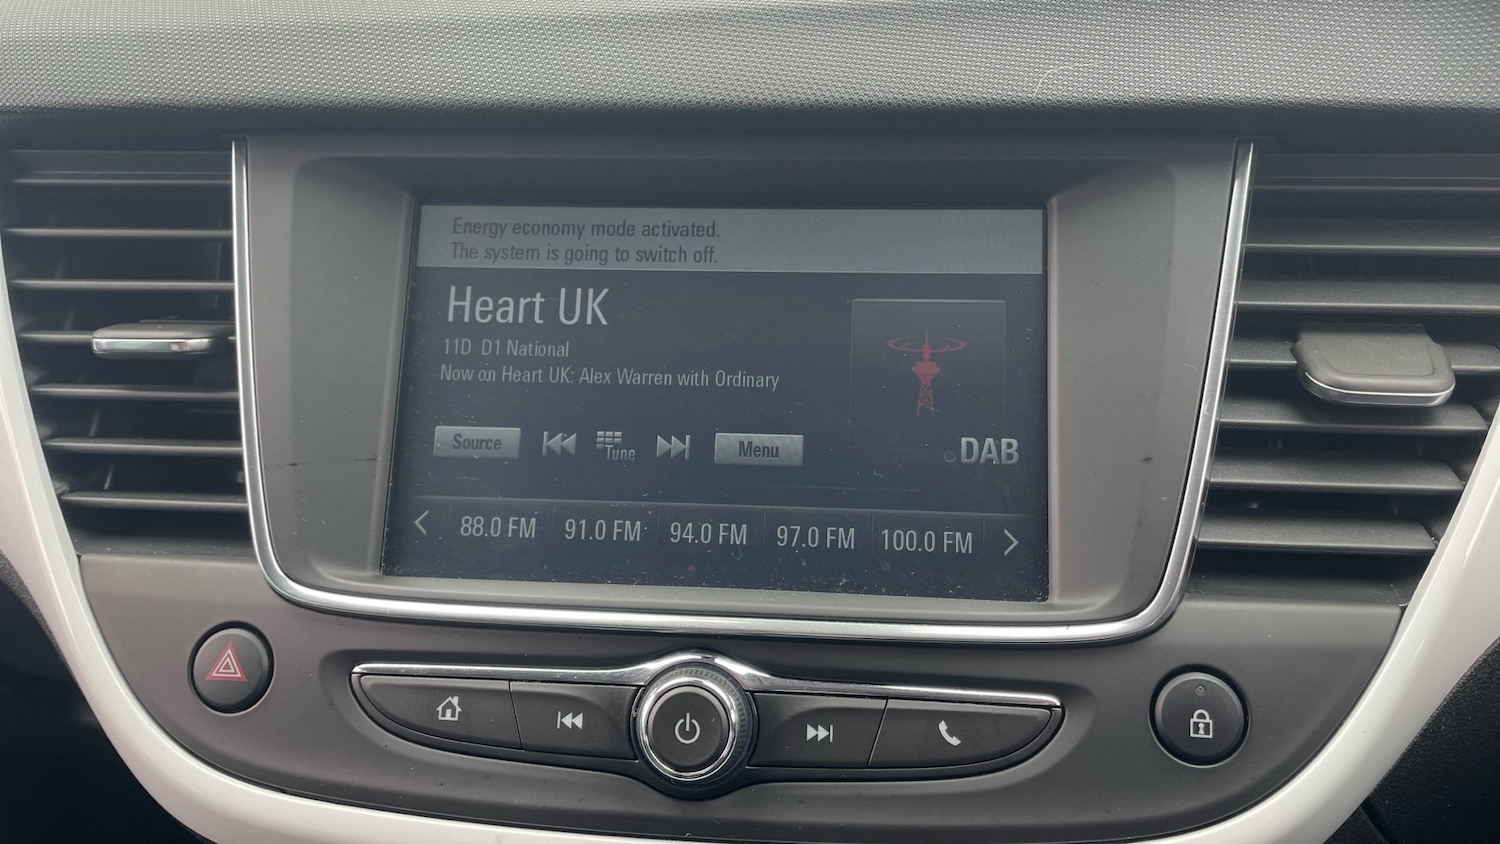 Energy economy mode activated.
The system is going to switch off.
Heart UK
11D D1 National
Now on Heart UK: Alex Warren with Ordinary
Source
Tune
Menu
DAB
88.0 FM 91.0 FM 94.0 FM 97.0 FM 100.0 FM